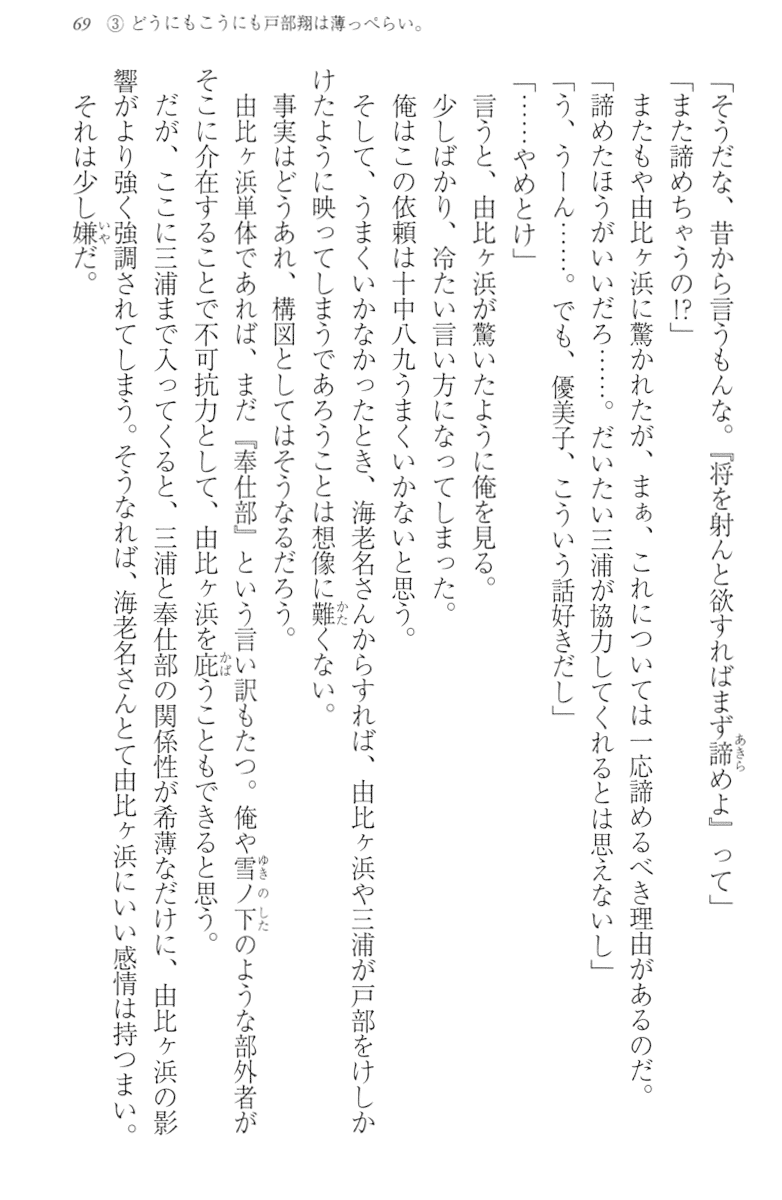 69 ③ どうにもこうにも戸部翔は薄っぺらい。
「そうだな、昔から言うもんな。『将を射んと欲すればまず諦めよ』って」
「また諦めちゃうの!?」
またもや由比ヶ浜に驚かれたが、まぁ、これについては一応諦めるべき理由があるのだ。
「諦めたほうがいいだろ……。だいたい三浦が協力してくれるとは思えないし」
「う、うーん……。でも、優美子、こういう話好きだし」
「……やめとけ」
言うと、由比ヶ浜が驚いたように俺を見る。
少しばかり、冷たい言い方になってしまった。
俺はこの依頼は十中八九うまくいかないと思う。
そして、うまくいかなかったとき、海老名さんからすれば、由比ヶ浜や三浦が戸部をけしか
けたように映ってしまうであろうことは想像に難くない。
事実はどうあれ、構図としてはそうなるだろう。
由比ヶ浜単体であれば、まだ『奉仕部』という言い訳もたつ。俺や雪ノ下のような部外者が
そこに介在することで不可抗力として、由比ヶ浜を庇うこともできると思う。
だが、ここに三浦まで入ってくると、三浦と奉仕部の関係性が希薄なだけに、由比ヶ浜の影
響がより強く強調されてしまう。そうなれば、海老名さんとて由比ヶ浜にいい感情は持つまい。
それは少し嫌だ。